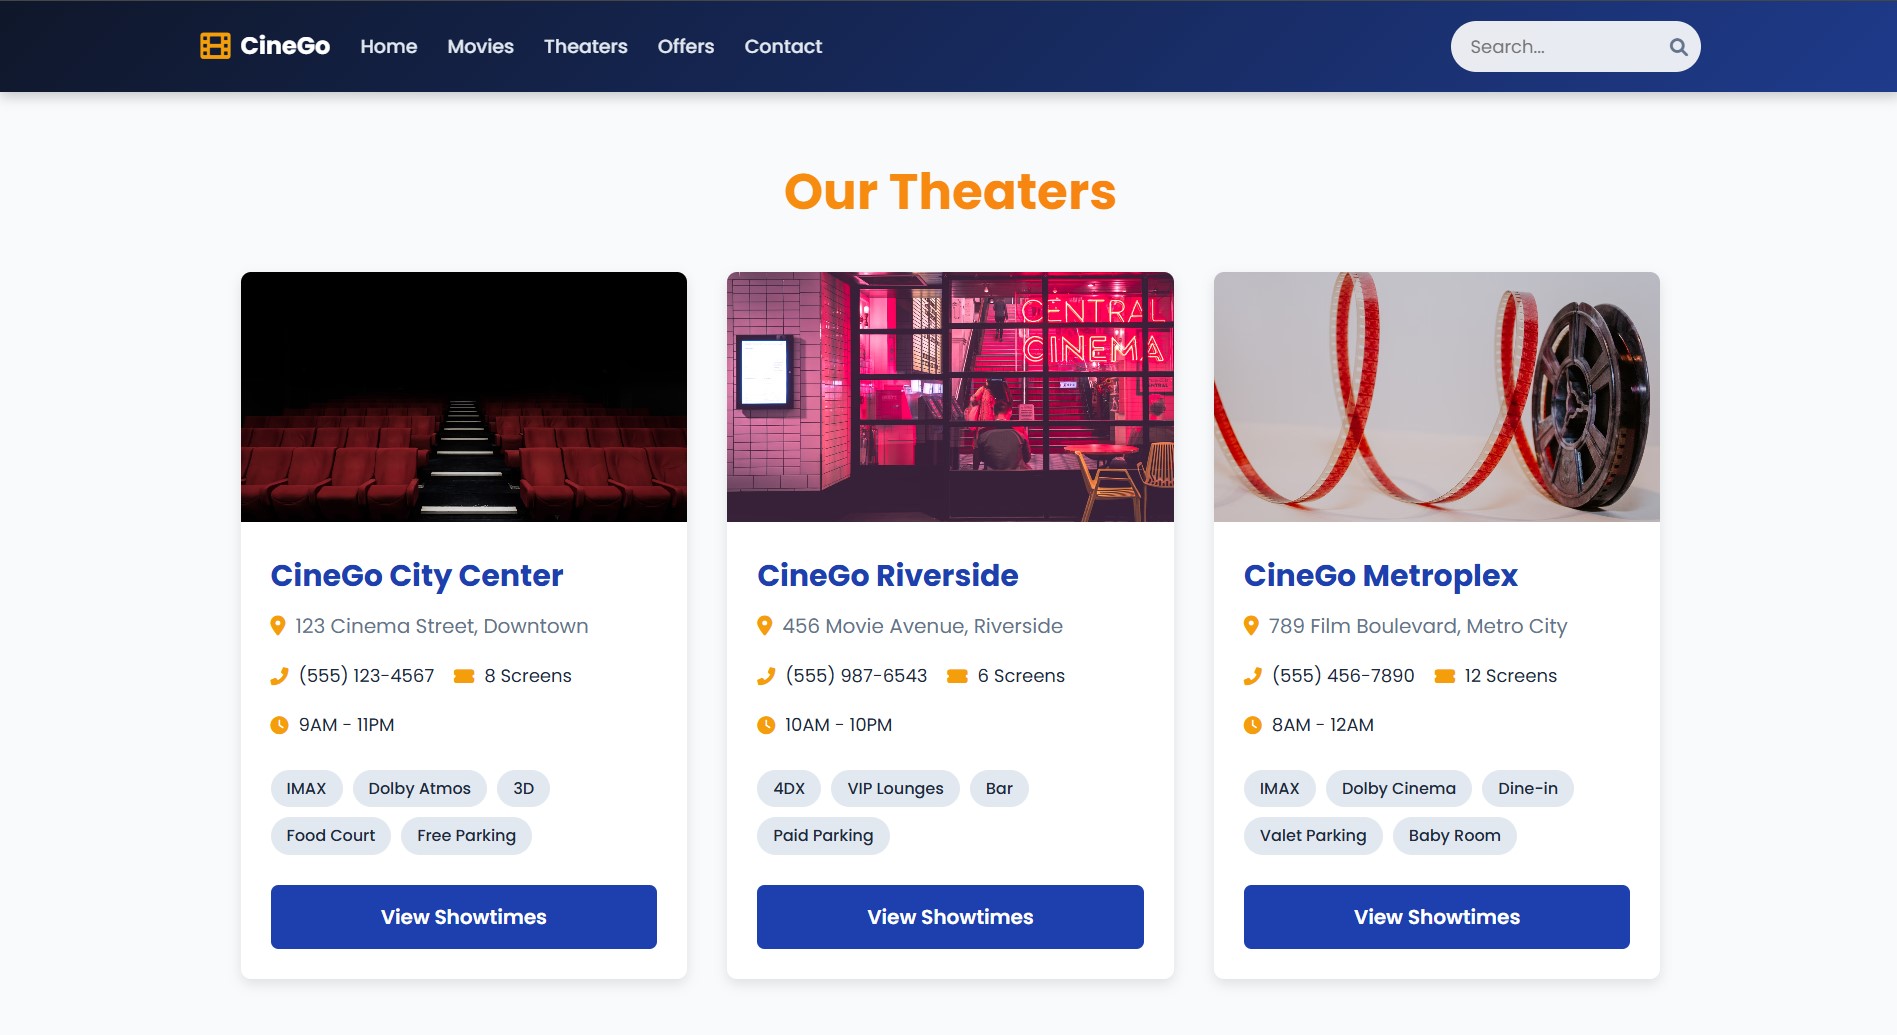 CineGo Home Movies Theaters Offers Contact Search...
Our Theaters
CENTRAL
CINEMA
CineGo City Center
123 Cinema Street, Downtown
(555) 123-4567 8 Screens
9AM - 11PM
IMAX Dolby Atmos 3D
Food Court Free Parking
View Showtimes
CineGo Riverside
456 Movie Avenue, Riverside
(555) 987-6543 6 Screens
10AM - 10PM
4DX VIP Lounges Bar
Paid Parking
View Showtimes
CineGo Metroplex
789 Film Boulevard, Metro City
(555) 456-7890 12 Screens
8AM - 12AM
IMAX Dolby Cinema Dine-in
Valet Parking Baby Room
View Showtimes